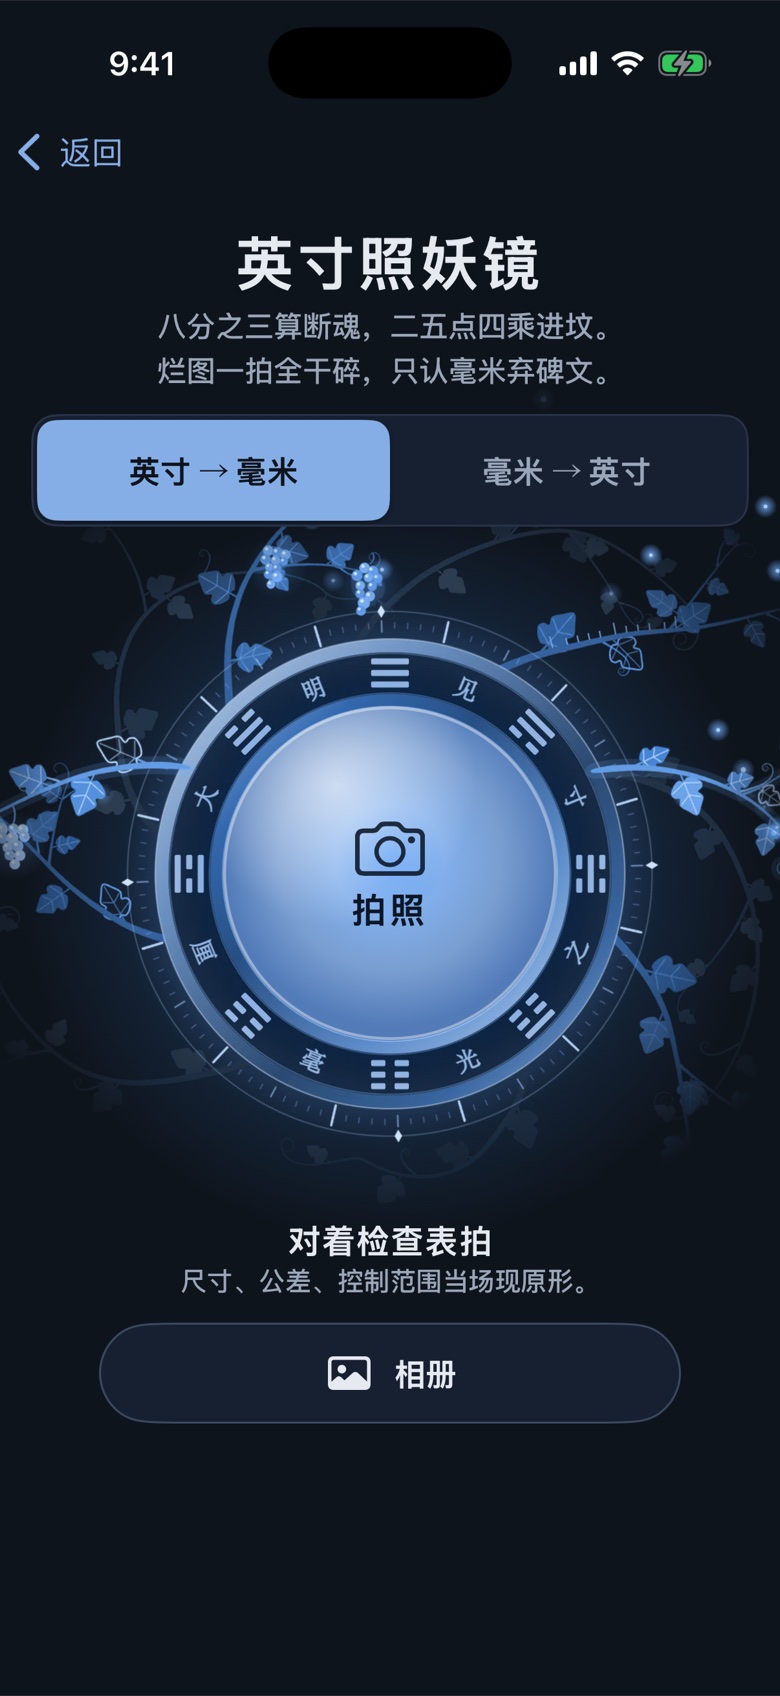 9:41
返回
英寸照妖镜
八分之三算断魂，二五点四乘进坟。
烂图一拍全干碎，只认毫米弃碑文。
英寸→毫米
毫米→英寸
明
见
大
寸
拍照
厘
之
毫
光
对着检查表拍
尺寸、公差、控制范围当场现原形。
相册